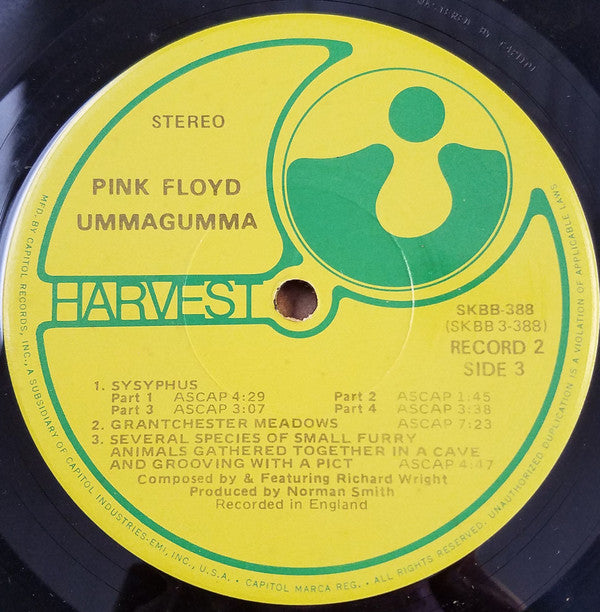 STEREO
PINK FLOYD
UMMAGUMMA
HARVEST
SKBB-388
(SKBB 3-388)
RECORD 2
SIDE 3
1. SYSYPHUS
Part 1 ASCAP 4:29 Part 2 ASCAP 1:45
Part 3 ASCAP 3:07 Part 4 ASCAP 3:38
2. GRANTCHESTER MEADOWS ASCAP 7:23
3. SEVERAL SPECIES OF SMALL FURRY
ANIMALS GATHERED TOGETHER IN A CAVE
AND GROOVING WITH A PICT ASCAP 4:47
Composed by & Featuring Richard Wright
Produced by Norman Smith
Recorded in England
MFD. BY CAPITOL RECORDS, INC., A SUBSIDIARY OF CAPITOL INDUSTRIES-EMI, INC., U.S.A. • CAPITOL MARCA REG. • ALL RIGHTS RESERVED. UNAUTHORIZED DUPLICATION IS A VIOLATION OF APPLICABLE LAWS